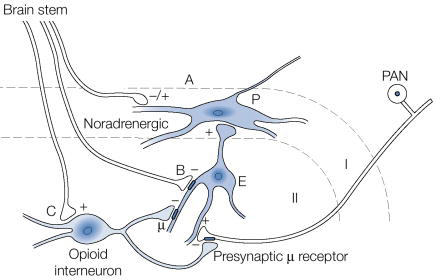 Brain stem
A
−/+
P
PAN
Noradrenergic
+
I
B
−
E
II
C
+
−
μ
+
−
Opioid
interneuron
Presynaptic μ receptor